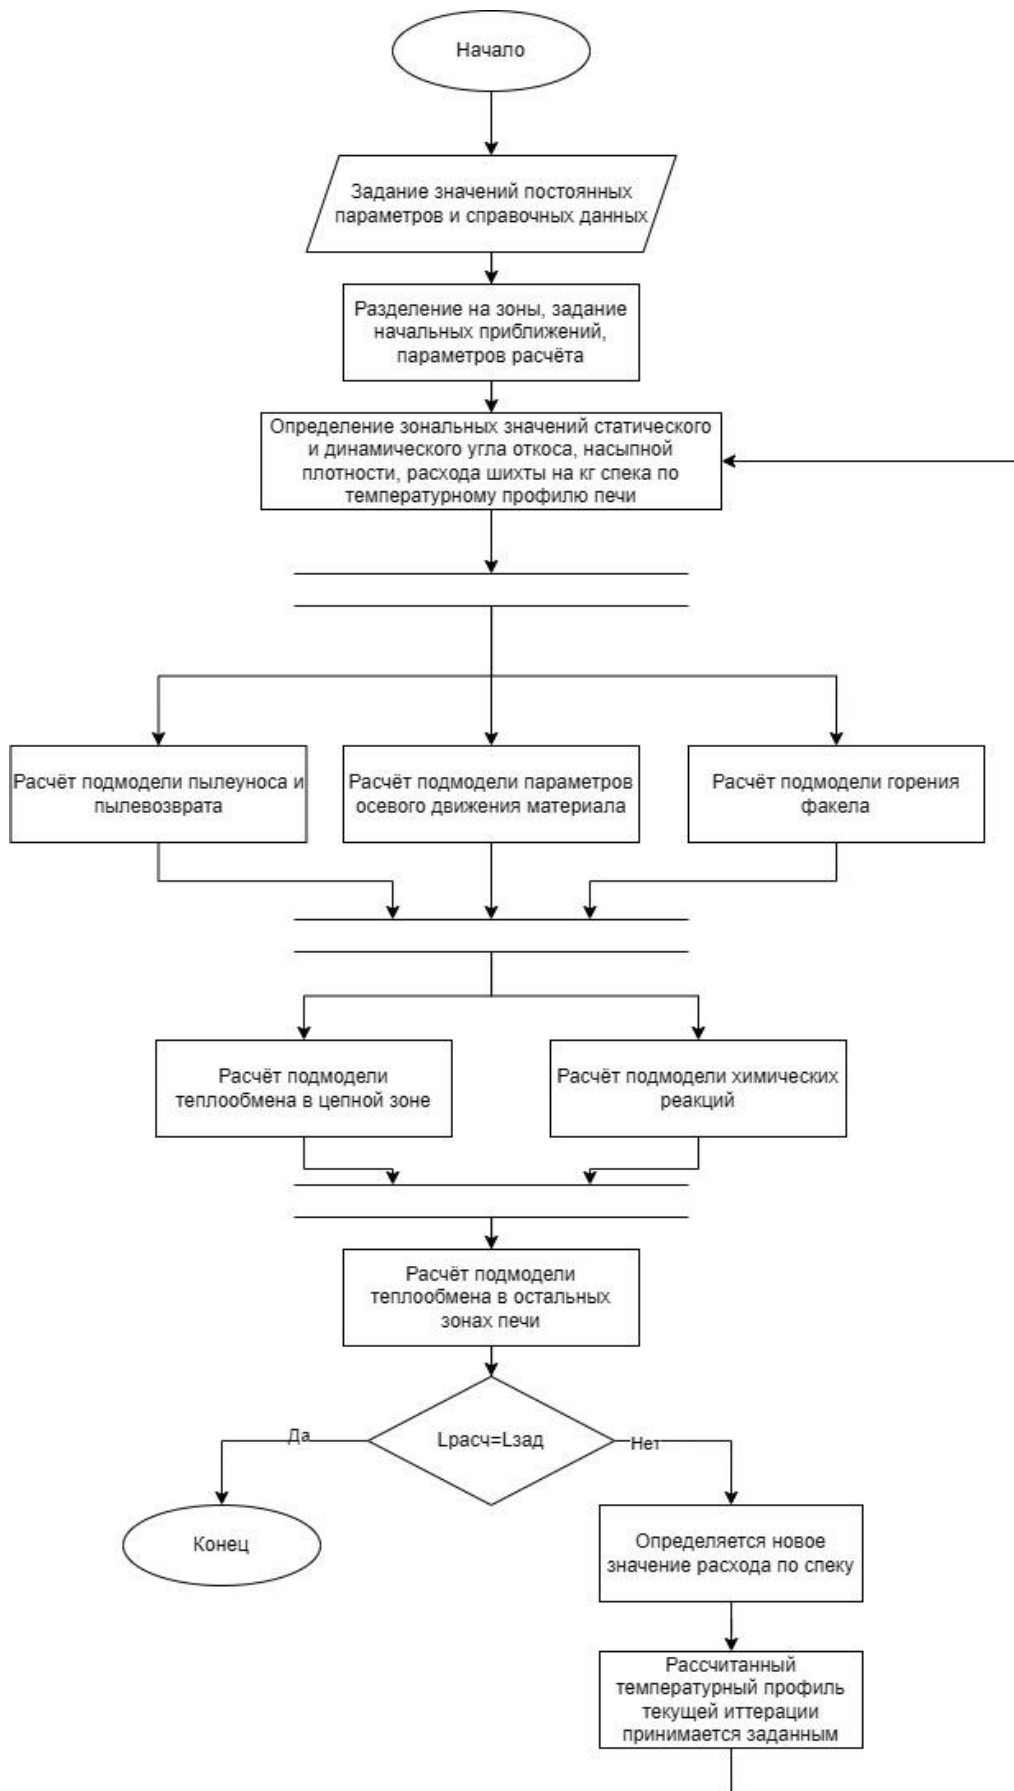 Начало
Задание значений постоянных
параметров и справочных данных
Разделение на зоны, задание
начальных приближений,
параметров расчёта
Определение зональных значений статического
и динамического угла откоса, насыпной
плотности, расхода шихты на кг спека по
температурному профилю печи
Расчёт подмодели пылеуноса и
пылевозврата
Расчёт подмодели параметров
осевого движения материала
Расчёт подмодели горения
факела
Расчёт подмодели
теплообмена в цепной зоне
Расчёт подмодели химических
реакций
Расчёт подмодели
теплообмена в остальных
зонах печи
Да
Lрасч=Lзад
Нет
Конец
Определяется новое
значение расхода по спеку
Рассчитанный
температурный профиль
текущей иттерации
принимается заданным